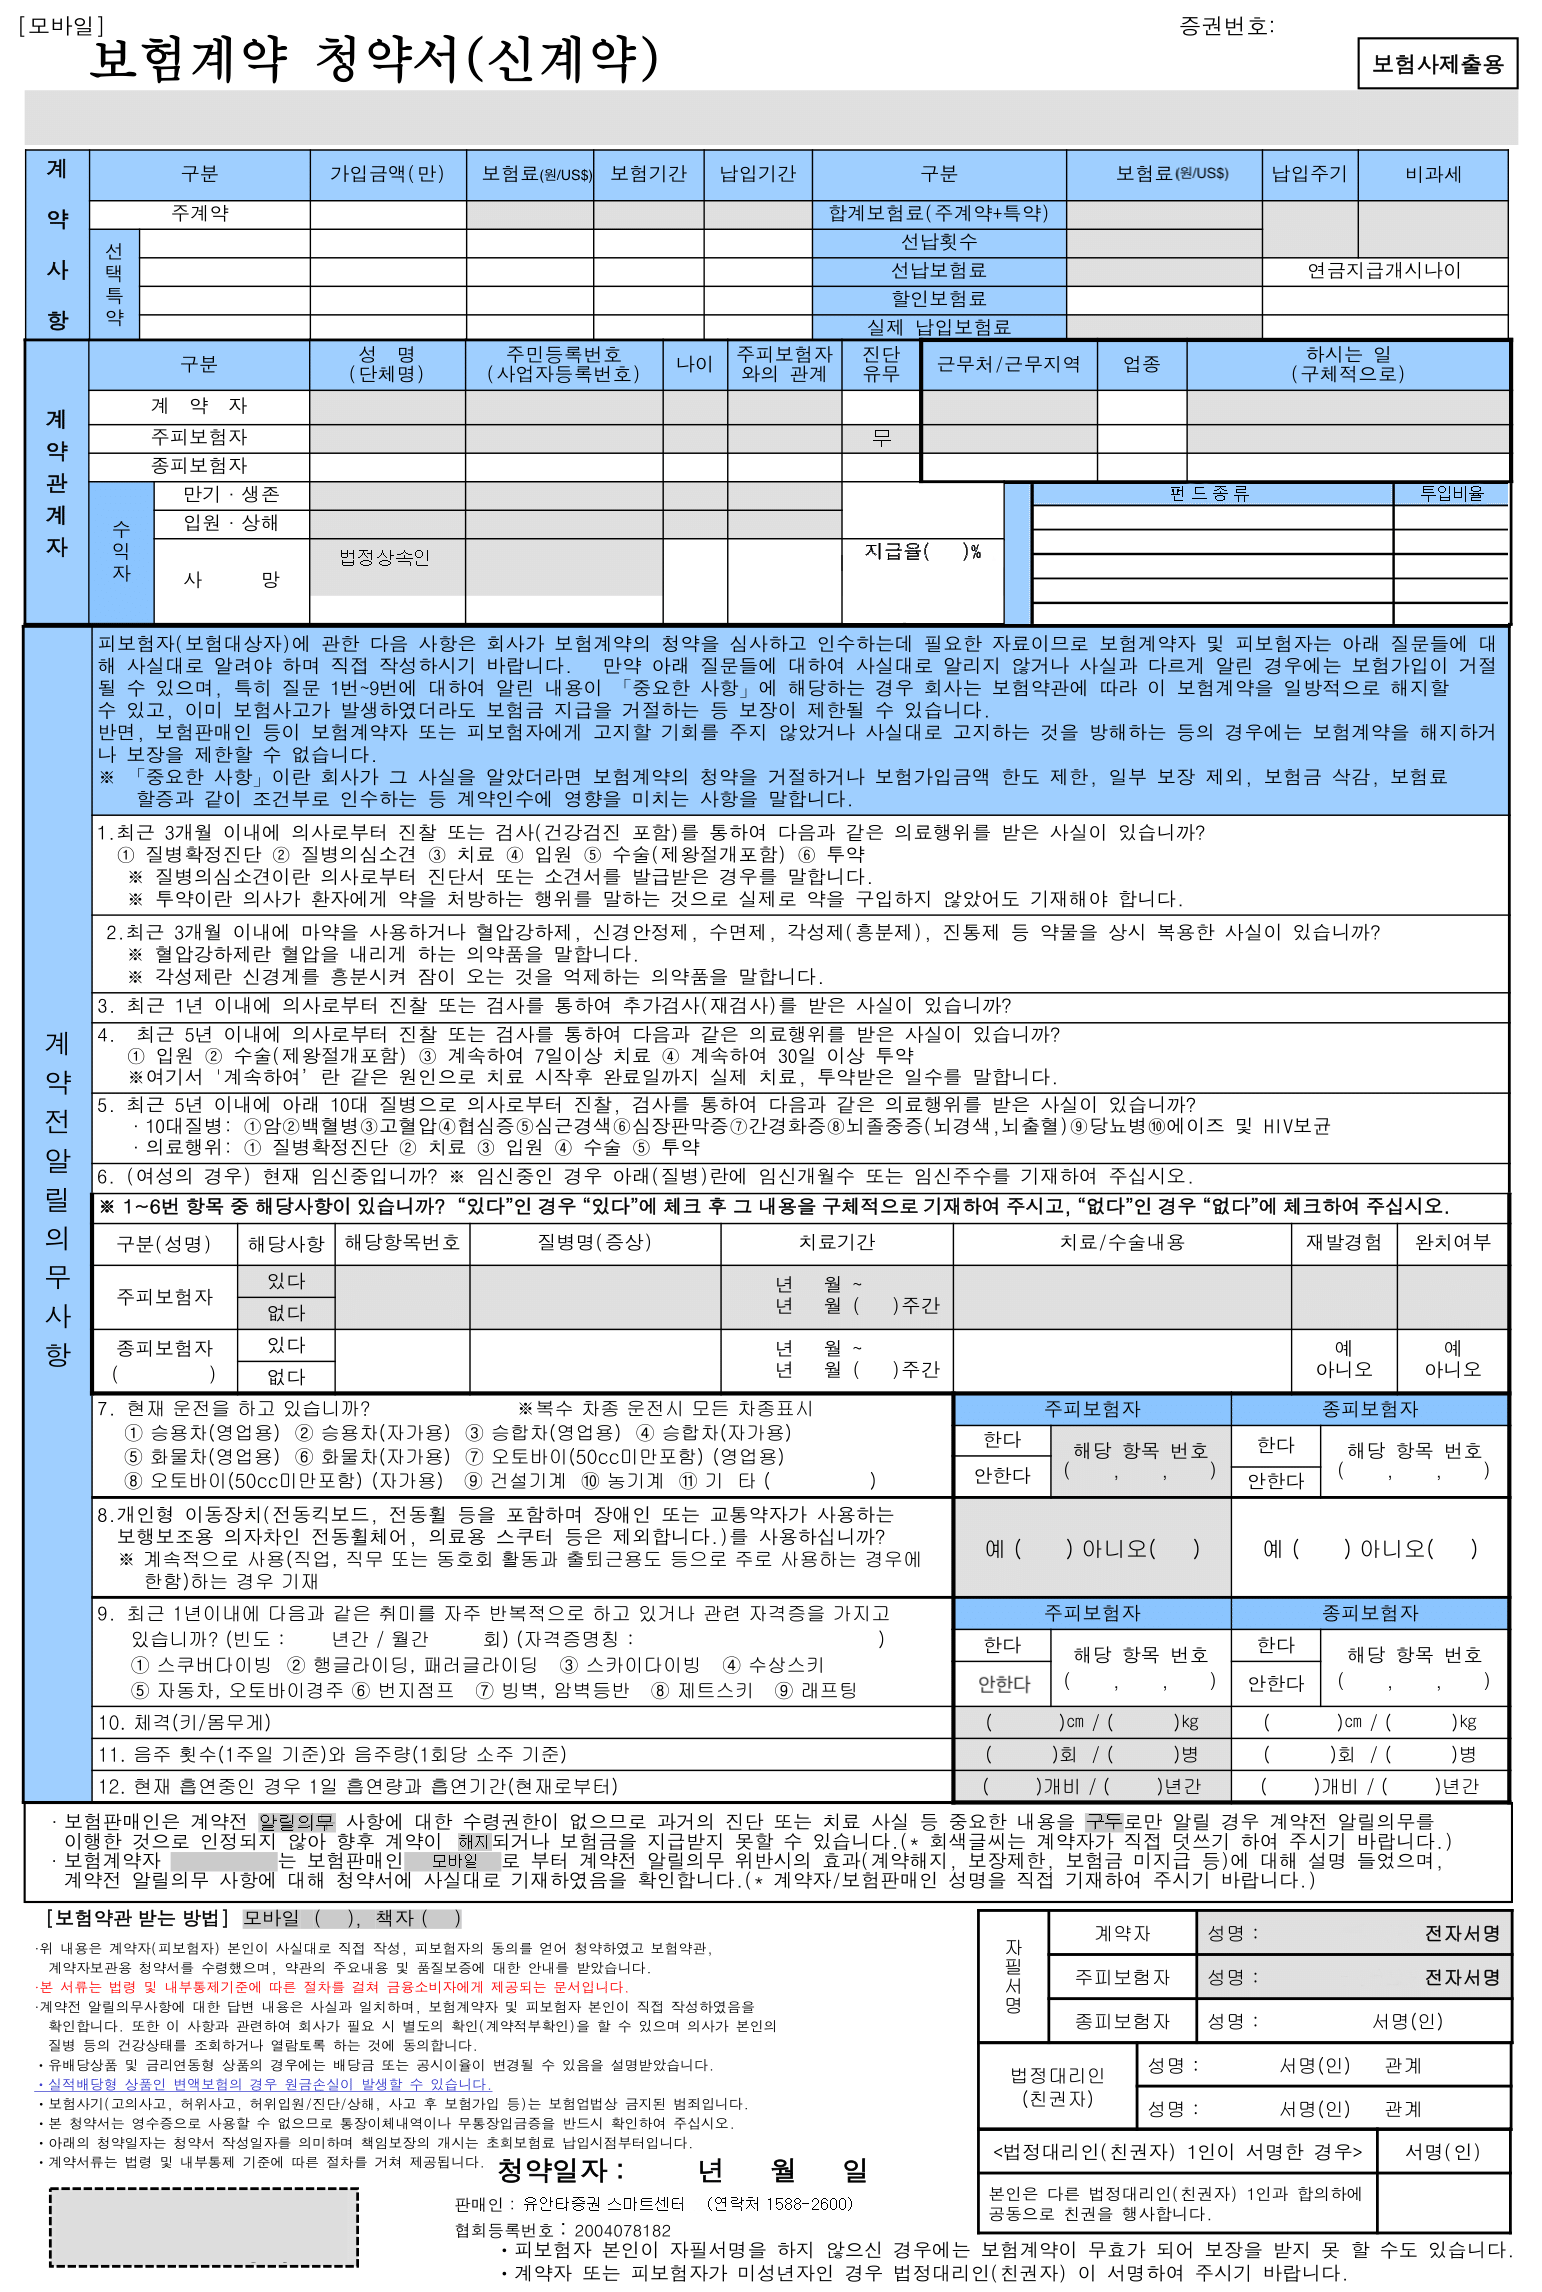 [모바일]
증권번호:
보험계약 청약서(신계약)
보험사제출용
계약사항
구분 가입금액(만) 보험료(원/US$) 보험기간 납입기간 구분 보험료(원/US$) 납입주기 비과세
주계약 합계보험료(주계약+특약)
선택특약
선납횟수
선납보험료 연금지급개시나이
할인보험료
실제 납입보험료
계약관계자
구분 성 명 (단체명) 주민등록번호 (사업자등록번호) 나이 주피보험자와의 관계 진단유무 근무처/근무지역 업종 하시는 일 (구체적으로)
계 약 자
주피보험자 무
종피보험자
수익자
만기 · 생존 펀드종류 투입비율
입원 · 상해
사 망 법정상속인 지급율( )%
계약전알릴의무사항
피보험자(보험대상자)에 관한 다음 사항은 회사가 보험계약의 청약을 심사하고 인수하는데 필요한 자료이므로 보험계약자 및 피보험자는 아래 질문들에 대
해 사실대로 알려야 하며 직접 작성하시기 바랍니다. 만약 아래 질문들에 대하여 사실대로 알리지 않거나 사실과 다르게 알린 경우에는 보험가입이 거절
될 수 있으며, 특히 질문 1번~9번에 대하여 알린 내용이 「중요한 사항」에 해당하는 경우 회사는 보험약관에 따라 이 보험계약을 일방적으로 해지할
수 있고, 이미 보험사고가 발생하였더라도 보험금 지급을 거절하는 등 보장이 제한될 수 있습니다.
반면, 보험판매인 등이 보험계약자 또는 피보험자에게 고지할 기회를 주지 않았거나 사실대로 고지하는 것을 방해하는 등의 경우에는 보험계약을 해지하거
나 보장을 제한할 수 없습니다.
※ 「중요한 사항」이란 회사가 그 사실을 알았더라면 보험계약의 청약을 거절하거나 보험가입금액 한도 제한, 일부 보장 제외, 보험금 삭감, 보험료
할증과 같이 조건부로 인수하는 등 계약인수에 영향을 미치는 사항을 말합니다.
1.최근 3개월 이내에 의사로부터 진찰 또는 검사(건강검진 포함)를 통하여 다음과 같은 의료행위를 받은 사실이 있습니까?
① 질병확정진단 ② 질병의심소견 ③ 치료 ④ 입원 ⑤ 수술(제왕절개포함) ⑥ 투약
※ 질병의심소견이란 의사로부터 진단서 또는 소견서를 발급받은 경우를 말합니다.
※ 투약이란 의사가 환자에게 약을 처방하는 행위를 말하는 것으로 실제로 약을 구입하지 않았어도 기재해야 합니다.
2.최근 3개월 이내에 마약을 사용하거나 혈압강하제, 신경안정제, 수면제, 각성제(흥분제), 진통제 등 약물을 상시 복용한 사실이 있습니까?
※ 혈압강하제란 혈압을 내리게 하는 의약품을 말합니다.
※ 각성제란 신경계를 흥분시켜 잠이 오는 것을 억제하는 의약품을 말합니다.
3. 최근 1년 이내에 의사로부터 진찰 또는 검사를 통하여 추가검사(재검사)를 받은 사실이 있습니까?
4. 최근 5년 이내에 의사로부터 진찰 또는 검사를 통하여 다음과 같은 의료행위를 받은 사실이 있습니까?
① 입원 ② 수술(제왕절개포함) ③ 계속하여 7일이상 치료 ④ 계속하여 30일 이상 투약
※여기서 '계속하여’ 란 같은 원인으로 치료 시작후 완료일까지 실제 치료, 투약받은 일수를 말합니다.
5. 최근 5년 이내에 아래 10대 질병으로 의사로부터 진찰, 검사를 통하여 다음과 같은 의료행위를 받은 사실이 있습니까?
· 10대질병: ①암②백혈병③고혈압④협심증⑤심근경색⑥심장판막증⑦간경화증⑧뇌졸중증(뇌경색,뇌출혈)⑨당뇨병⑩에이즈 및 HIV보균
· 의료행위: ① 질병확정진단 ② 치료 ③ 입원 ④ 수술 ⑤ 투약
6. (여성의 경우) 현재 임신중입니까? ※ 임신중인 경우 아래(질병)란에 임신개월수 또는 임신주수를 기재하여 주십시오.
※ 1~6번 항목 중 해당사항이 있습니까? “있다”인 경우 “있다”에 체크 후 그 내용을 구체적으로 기재하여 주시고, “없다”인 경우 “없다”에 체크하여 주십시오.
구분(성명) 해당사항 해당항목번호 질병명(증상) 치료기간 치료/수술내용 재발경험 완치여부
주피보험자 있다 년 월 ~
없다 년 월 ( )주간
종피보험자 있다 년 월 ~ 예 예
( ) 없다 년 월 ( )주간 아니오 아니오
7. 현재 운전을 하고 있습니까? ※복수 차종 운전시 모든 차종표시 주피보험자 종피보험자
① 승용차(영업용) ② 승용차(자가용) ③ 승합차(영업용) ④ 승합차(자가용) 한다 해당 항목 번호 한다 해당 항목 번호
⑤ 화물차(영업용) ⑥ 화물차(자가용) ⑦ 오토바이(50cc미만포함) (영업용) 안한다 ( , , ) 안한다 ( , , )
⑧ 오토바이(50cc미만포함) (자가용) ⑨ 건설기계 ⑩ 농기계 ⑪ 기 타 ( )
8.개인형 이동장치(전동킥보드, 전동휠 등을 포함하며 장애인 또는 교통약자가 사용하는
보행보조용 의자차인 전동휠체어, 의료용 스쿠터 등은 제외합니다.)를 사용하십니까?
예 ( ) 아니오( ) 예 ( ) 아니오( )
※ 계속적으로 사용(직업, 직무 또는 동호회 활동과 출퇴근용도 등으로 주로 사용하는 경우에
한함)하는 경우 기재
9. 최근 1년이내에 다음과 같은 취미를 자주 반복적으로 하고 있거나 관련 자격증을 가지고 주피보험자 종피보험자
있습니까? (빈도 : 년간 / 월간 회) (자격증명칭 : ) 한다 해당 항목 번호 한다 해당 항목 번호
① 스쿠버다이빙 ② 행글라이딩, 패러글라이딩 ③ 스카이다이빙 ④ 수상스키
⑤ 자동차, 오토바이경주 ⑥ 번지점프 ⑦ 빙벽, 암벽등반 ⑧ 제트스키 ⑨ 래프팅 안한다 ( , , ) 안한다 ( , , )
10. 체격(키/몸무게) ( )㎝ / ( )㎏ ( )㎝ / ( )㎏
11. 음주 횟수(1주일 기준)와 음주량(1회당 소주 기준) ( )회 / ( )병 ( )회 / ( )병
12. 현재 흡연중인 경우 1일 흡연량과 흡연기간(현재로부터) ( )개비 / ( )년간 ( )개비 / ( )년간
· 보험판매인은 계약전 알릴의무 사항에 대한 수령권한이 없으므로 과거의 진단 또는 치료 사실 등 중요한 내용을 구두로만 알릴 경우 계약전 알릴의무를
이행한 것으로 인정되지 않아 향후 계약이 해지되거나 보험금을 지급받지 못할 수 있습니다.(* 회색글씨는 계약자가 직접 덧쓰기 하여 주시기 바랍니다.)
· 보험계약자 는 보험판매인 모바일 로 부터 계약전 알릴의무 위반시의 효과(계약해지, 보장제한, 보험금 미지급 등)에 대해 설명 들었으며,
계약전 알릴의무 사항에 대해 청약서에 사실대로 기재하였음을 확인합니다.(* 계약자/보험판매인 성명을 직접 기재하여 주시기 바랍니다.)
[보험약관 받는 방법] 모바일 ( ), 책자 ( )
·위 내용은 계약자(피보험자) 본인이 사실대로 직접 작성, 피보험자의 동의를 얻어 청약하였고 보험약관,
계약자보관용 청약서를 수령했으며, 약관의 주요내용 및 품질보증에 대한 안내를 받았습니다.
·본 서류는 법령 및 내부통제기준에 따른 절차를 걸쳐 금융소비자에게 제공되는 문서입니다.
·계약전 알릴의무사항에 대한 답변 내용은 사실과 일치하며, 보험계약자 및 피보험자 본인이 직접 작성하였음을
확인합니다. 또한 이 사항과 관련하여 회사가 필요 시 별도의 확인(계약적부확인)을 할 수 있으며 의사가 본인의
질병 등의 건강상태를 조회하거나 열람토록 하는 것에 동의합니다.
• 유배당상품 및 금리연동형 상품의 경우에는 배당금 또는 공시이율이 변경될 수 있음을 설명받았습니다.
• 실적배당형 상품인 변액보험의 경우 원금손실이 발생할 수 있습니다.
• 보험사기(고의사고, 허위사고, 허위입원/진단/상해, 사고 후 보험가입 등)는 보험업법상 금지된 범죄입니다.
• 본 청약서는 영수증으로 사용할 수 없으므로 통장이체내역이나 무통장입금증을 반드시 확인하여 주십시오.
• 아래의 청약일자는 청약서 작성일자를 의미하며 책임보장의 개시는 초회보험료 납입시점부터입니다.
• 계약서류는 법령 및 내부통제 기준에 따른 절차를 거쳐 제공됩니다.
자필서명
계약자 성명 : 전자서명
주피보험자 성명 : 전자서명
종피보험자 성명 : 서명(인)
법정대리인 (친권자)
성명 : 서명(인) 관계
성명 : 서명(인) 관계
<법정대리인(친권자) 1인이 서명한 경우> 서명(인)
본인은 다른 법정대리인(친권자) 1인과 합의하에
공동으로 친권을 행사합니다.
청약일자 : 년 월 일
판매인 : 유안타증권 스마트센터 (연락처 1588-2600)
협회등록번호 : 2004078182
• 피보험자 본인이 자필서명을 하지 않으신 경우에는 보험계약이 무효가 되어 보장을 받지 못 할 수도 있습니다.
• 계약자 또는 피보험자가 미성년자인 경우 법정대리인(친권자) 이 서명하여 주시기 바랍니다.